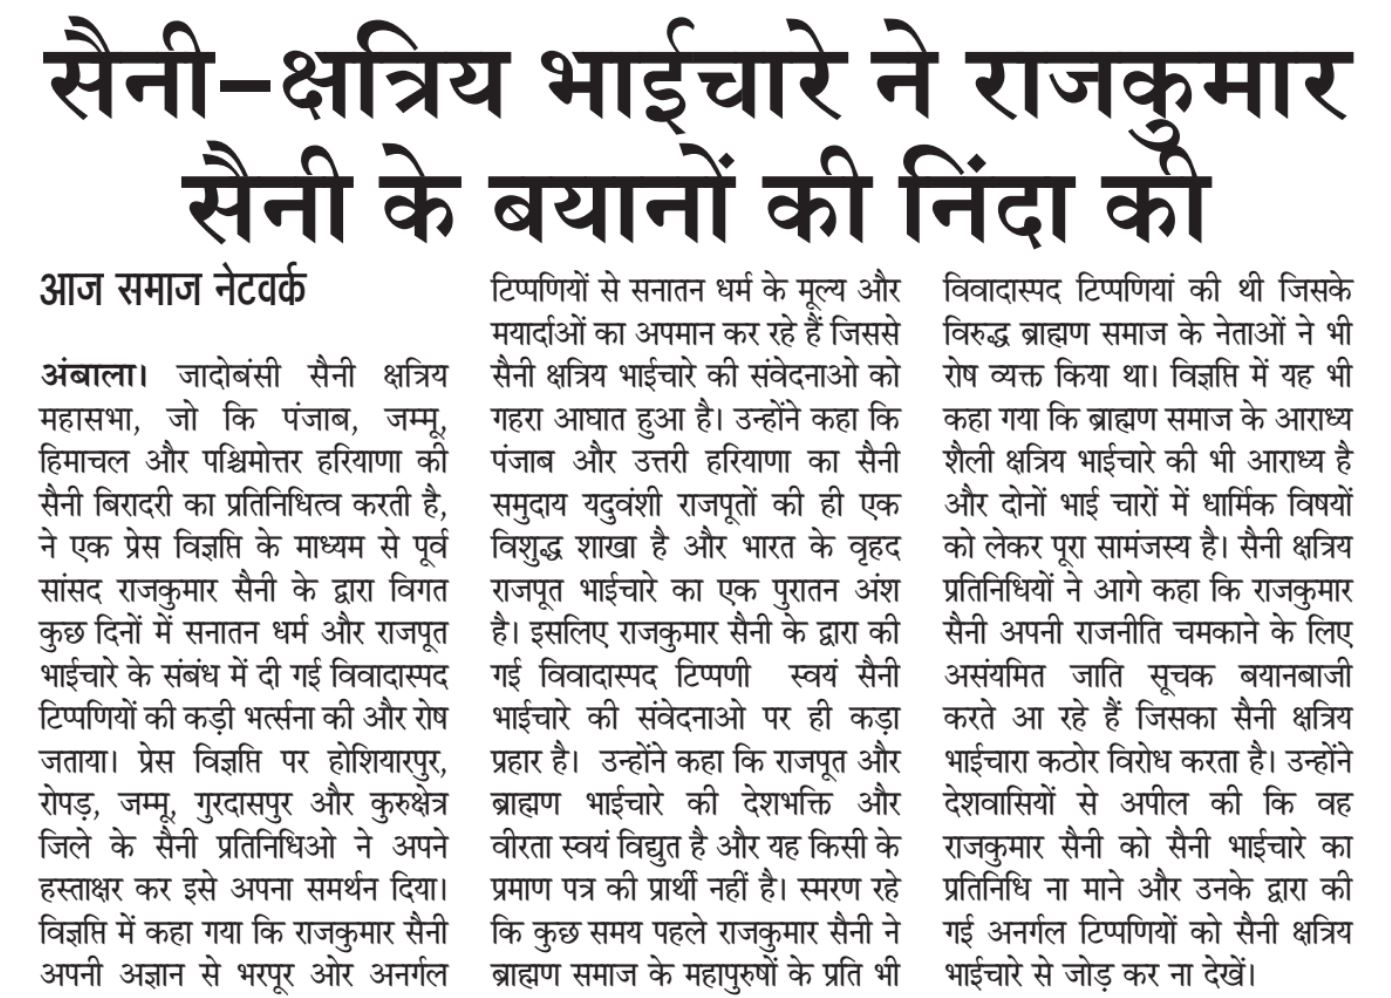 सैनी-क्षत्रिय भाईचारे ने राजकुमार
सैनी के बयानों की निंदा की
आज समाज नेटवर्क
अंबाला। जादोबंसी सैनी क्षत्रिय
महासभा, जो कि पंजाब, जम्मू,
हिमाचल और पश्चिमोत्तर हरियाणा की
सैनी बिरादरी का प्रतिनिधित्व करती है,
ने एक प्रेस विज्ञप्ति के माध्यम से पूर्व
सांसद राजकुमार सैनी के द्वारा विगत
कुछ दिनों में सनातन धर्म और राजपूत
भाईचारे के संबंध में दी गई विवादास्पद
टिप्पणियों की कड़ी भर्त्सना की और रोष
जताया। प्रेस विज्ञप्ति पर होशियारपुर,
रोपड़, जम्मू, गुरदासपुर और कुरुक्षेत्र
जिले के सैनी प्रतिनिधिओ ने अपने
हस्ताक्षर कर इसे अपना समर्थन दिया।
विज्ञप्ति में कहा गया कि राजकुमार सैनी
अपनी अज्ञान से भरपूर ओर अनर्गल
टिप्पणियों से सनातन धर्म के मूल्य और
मयार्दाओं का अपमान कर रहे हैं जिससे
सैनी क्षत्रिय भाईचारे की संवेदनाओ को
गहरा आघात हुआ है। उन्होंने कहा कि
पंजाब और उत्तरी हरियाणा का सैनी
समुदाय यदुवंशी राजपूतों की ही एक
विशुद्ध शाखा है और भारत के वृहद
राजपूत भाईचारे का एक पुरातन अंश
है। इसलिए राजकुमार सैनी के द्वारा की
गई विवादास्पद टिप्पणी स्वयं सैनी
भाईचारे की संवेदनाओ पर ही कड़ा
प्रहार है। उन्होंने कहा कि राजपूत और
ब्राह्मण भाईचारे की देशभक्ति और
वीरता स्वयं विद्युत है और यह किसी के
प्रमाण पत्र की प्रार्थी नहीं है। स्मरण रहे
कि कुछ समय पहले राजकुमार सैनी ने
ब्राह्मण समाज के महापुरुषों के प्रति भी
विवादास्पद टिप्पणियां की थी जिसके
विरुद्ध ब्राह्मण समाज के नेताओं ने भी
रोष व्यक्त किया था। विज्ञप्ति में यह भी
कहा गया कि ब्राह्मण समाज के आराध्य
शैली क्षत्रिय भाईचारे की भी आराध्य है
और दोनों भाई चारों में धार्मिक विषयों
को लेकर पूरा सामंजस्य है। सैनी क्षत्रिय
प्रतिनिधियों ने आगे कहा कि राजकुमार
सैनी अपनी राजनीति चमकाने के लिए
असंयमित जाति सूचक बयानबाजी
करते आ रहे हैं जिसका सैनी क्षत्रिय
भाईचारा कठोर विरोध करता है। उन्होंने
देशवासियों से अपील की कि वह
राजकुमार सैनी को सैनी भाईचारे का
प्रतिनिधि ना माने और उनके द्वारा की
गई अनर्गल टिप्पणियों को सैनी क्षत्रिय
भाईचारे से जोड़ कर ना देखें।